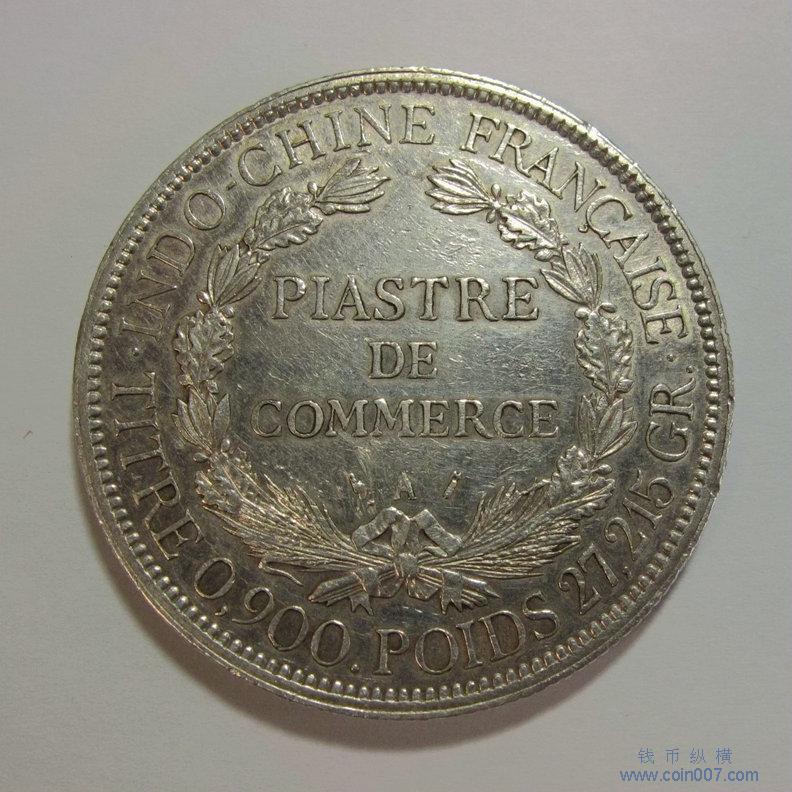 INDO-CHINE FRANÇAISE
PIASTRE
DE
COMMERCE
A
TITRE 0,900. POIDS 27,215 GR.
钱币纵横
www.coin007.com